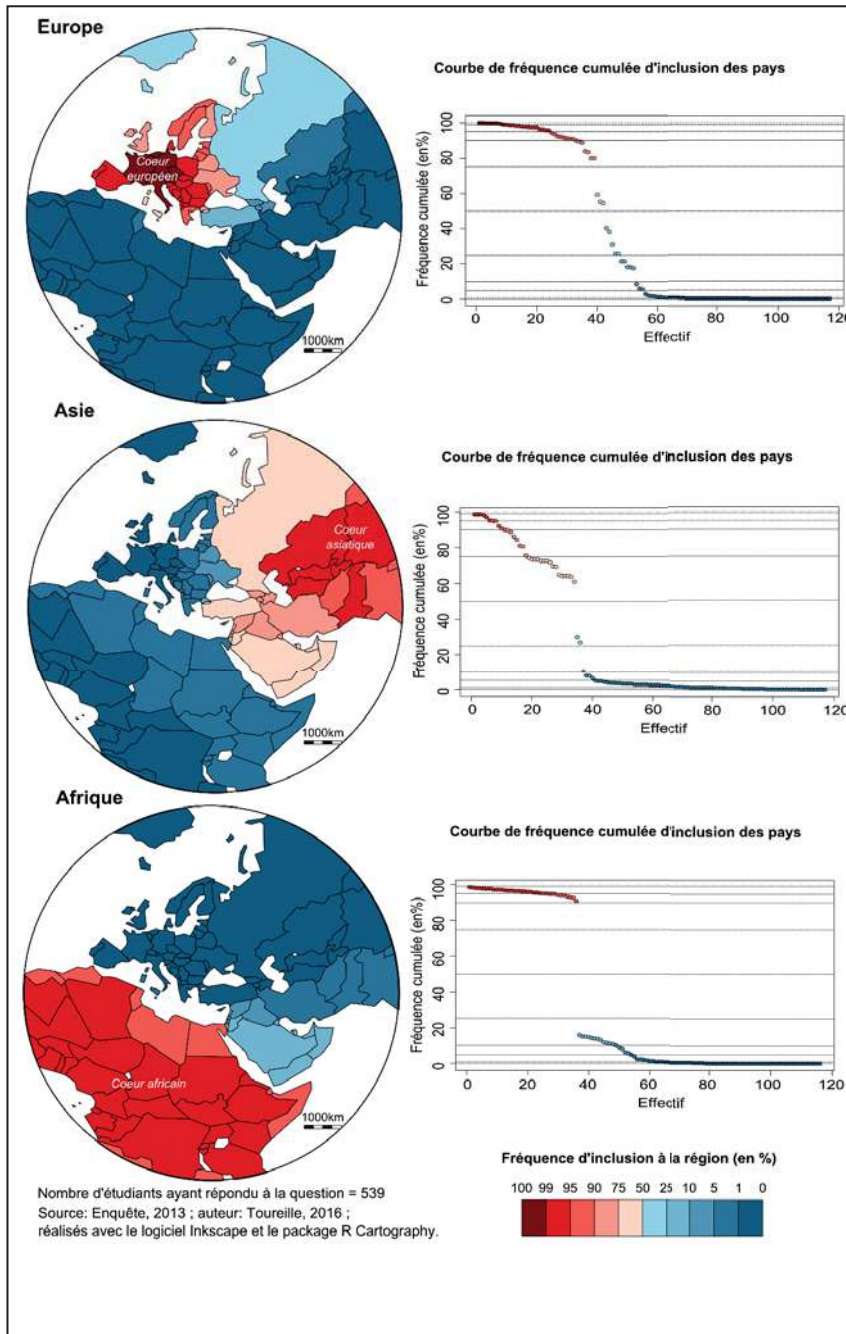 Europe
Coeur
européen
1000km
Courbe de fréquence cumulée d'inclusion des pays
Fréquence cumulée (en%)
100
80
60
40
20
0
0 20 40 60 80 100 120
Effectif
Asie
Coeur
asiatique
1000km
Courbe de fréquence cumulée d'inclusion des pays
Fréquence cumulée (en%)
100
80
60
40
20
0
0 20 40 60 80 100 120
Effectif
Afrique
Coeur africain
1000km
Courbe de fréquence cumulée d'inclusion des pays
Fréquence cumulée (en%)
100
80
60
40
20
0
0 20 40 60 80 100 120
Effectif
Fréquence d'inclusion à la région (en %)
100 99 95 90 75 50 25 10 5 1 0
Nombre d'étudiants ayant répondu à la question = 539
Source: Enquête, 2013 ; auteur: Toureille, 2016 ;
réalisés avec le logiciel Inkscape et le package R Cartography.